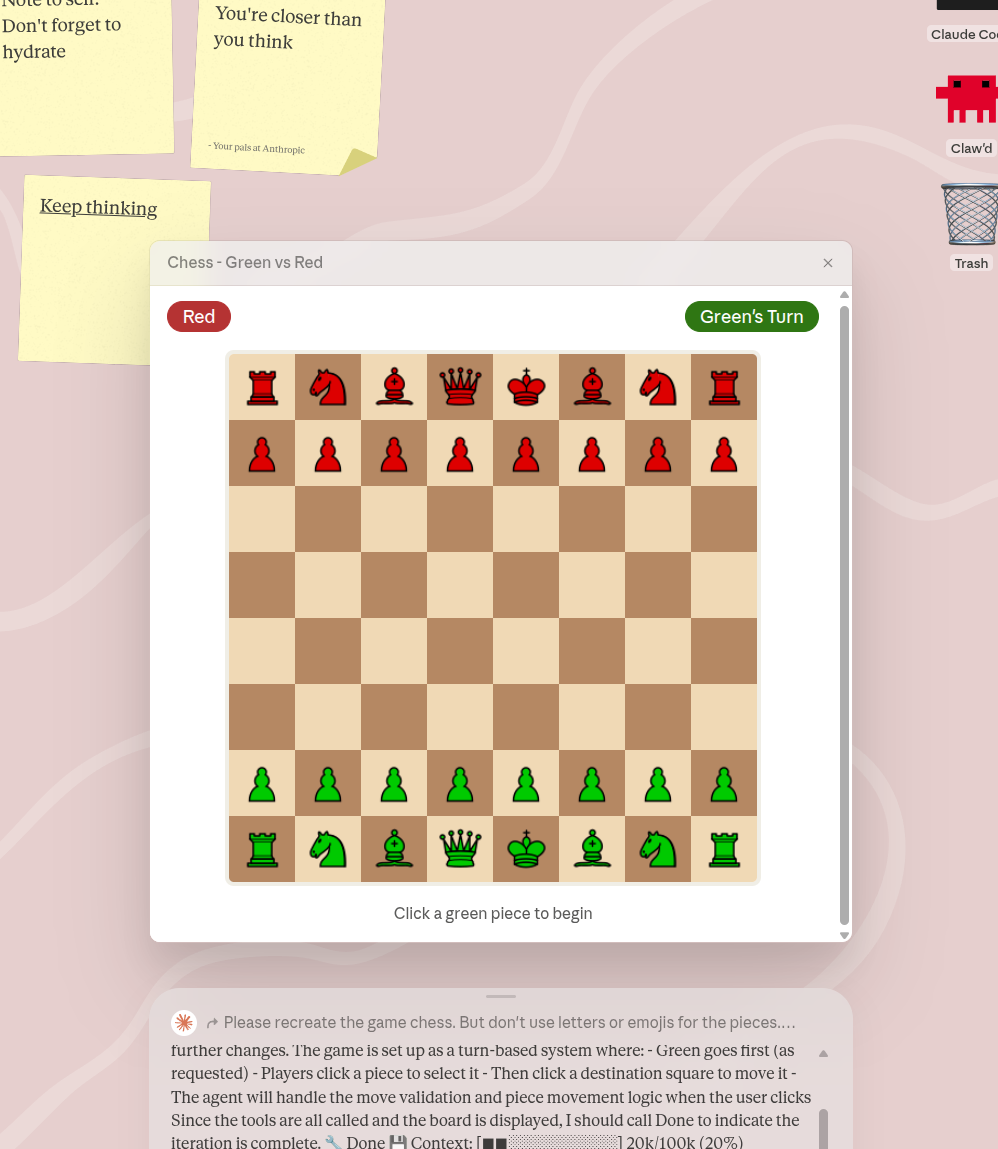 Note to self:
Don't forget to
hydrate
You're closer than
you think
- Your pals at Anthropic
Keep thinking
Claude Co
Claw'd
Trash
Chess - Green vs Red
Red
Green's Turn
Click a green piece to begin
Please recreate the game chess. But don't use letters or emojis for the pieces....
further changes. The game is set up as a turn-based system where: - Green goes first (as
requested) - Players click a piece to select it - Then click a destination square to move it -
The agent will handle the move validation and piece movement logic when the user clicks
Since the tools are all called and the board is displayed, I should call Done to indicate the
iteration is complete. 🔧 Done 💾 Context: [■■░░░░░░░░░░░░░] 20k/100k (20%)